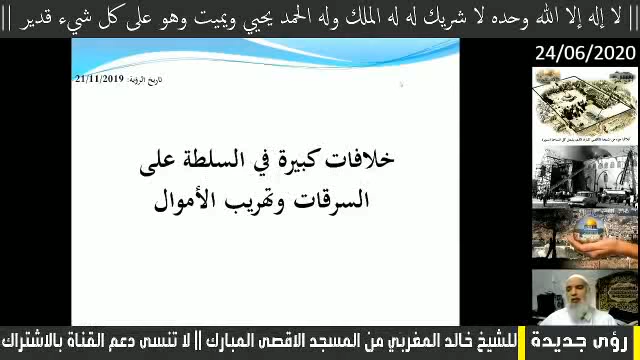 || لا إله إلا الله وحده لا شريك له له الملك وله الحمد يحيي ويميت وهو على كل شيء قدير ||
24/06/2020
تاريخ الرؤية: 21/11/2019
خلافات كبيرة في السلطة على
السرقات وتهريب الأموال
رؤى جديدة للشيخ خالد المغربي من المسجد الاقصى المبارك || لا تنسى دعم القناة بالاشتراك